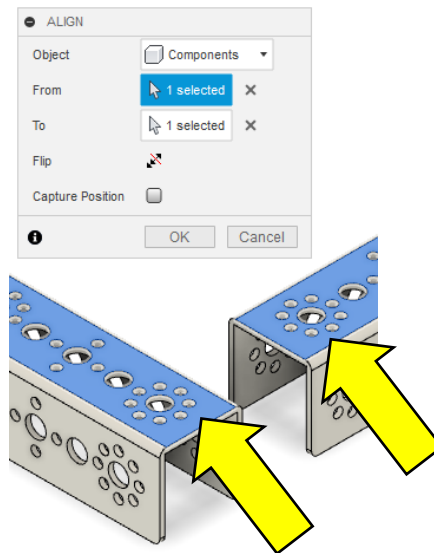 ALIGN
Object Components
From 1 selected
To 1 selected
Flip
Capture Position
OK Cancel